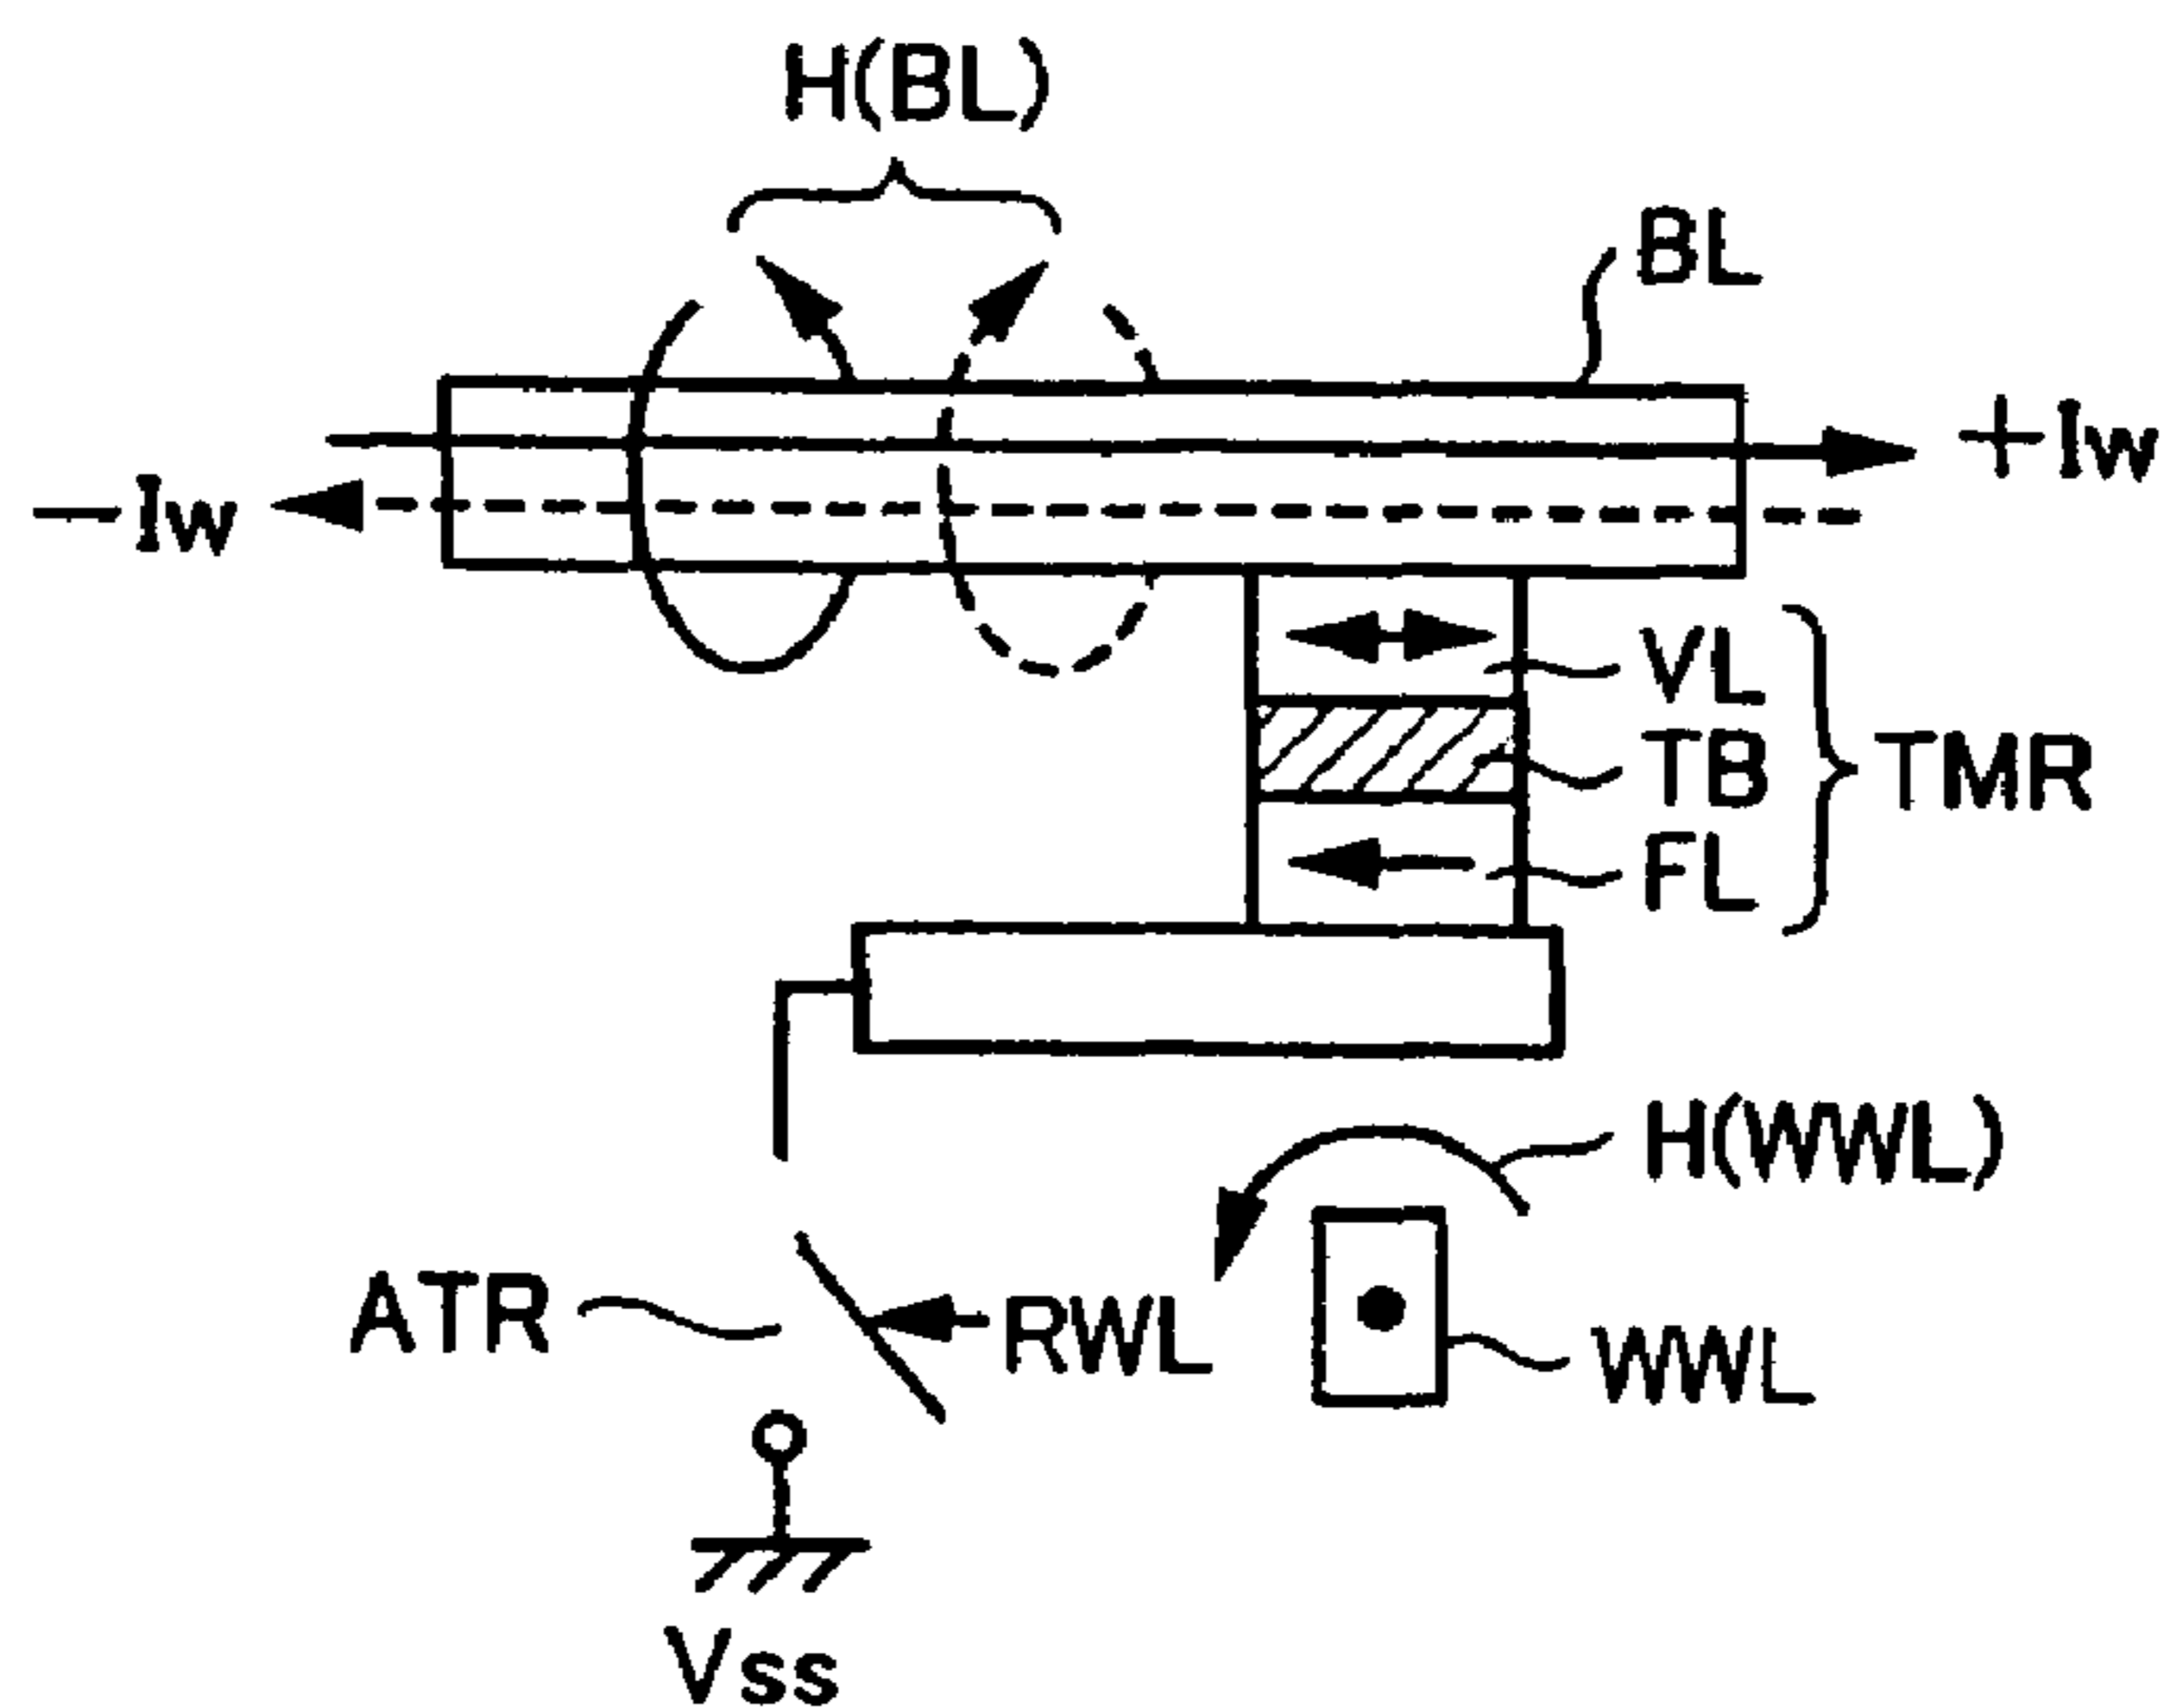 H(BL)
BL
+Iw
−Iw
VL
TB
TMR
FL
H(WWL)
ATR
RWL
WWL
Vss